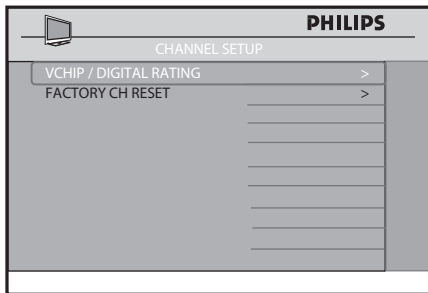 PHILIPS
CHANNEL SETUP
VCHIP / DIGITAL RATING >
FACTORY CH RESET >